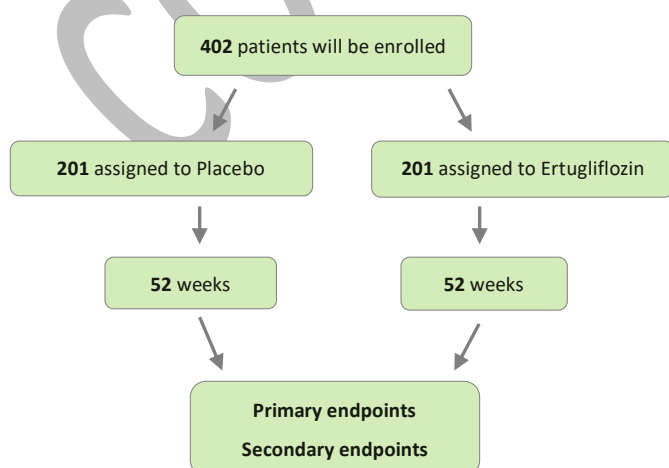 402 patients will be enrolled
201 assigned to Placebo
201 assigned to Ertugliflozin
52 weeks
52 weeks
Primary endpoints
Secondary endpoints